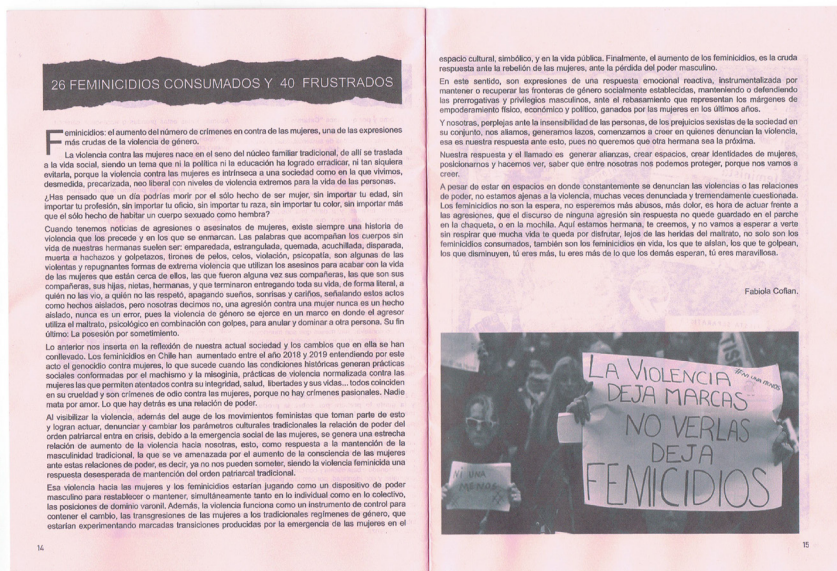 26 FEMINICIDIOS CONSUMADOS Y 40 FRUSTRADOS
Feminicidios: el aumento del número de crímenes en contra de las mujeres, una de las expresiones
más crudas de la violencia de género.
La violencia contra las mujeres nace en el seno del núcleo familiar tradicional, de allí se traslada
a la vida social, siendo un tema que ni la política ni la educación ha logrado erradicar, ni tan siquiera
evitarla, porque la violencia contra las mujeres es intrínseca a una sociedad como en la que vivimos,
desmedida, precarizada, neo liberal con niveles de violencia extremos para la vida de las personas.
¿Has pensado que un día podrías morir por el sólo hecho de ser mujer, sin importar tu edad, sin
importar tu profesión, sin importar tu oficio, sin importar tu raza, sin importar tu color, sin importar más
que el sólo hecho de habitar un cuerpo sexuado como hembra?
Cuando tenemos noticias de agresiones o asesinatos de mujeres, existe siempre una historia de
violencia que los precede y en los que se enmarcan. Las palabras que acompañan los cuerpos sin
vida de nuestras hermanas suelen ser: emparedada, estrangulada, quemada, acuchillada, disparada,
muerta a hachazos y golpetazos, tirones de pelos, celos, violación, psicopatía, son algunas de las
violentas y repugnantes formas de extrema violencia que utilizan los asesinos para acabar con la vida
de las mujeres que están cerca de ellos, las que fueron alguna vez sus compañeras, las que son sus
compañeras, sus hijas, nietas, hermanas, y que terminaron entregando toda su vida, de forma literal, a
quién no las vio, a quién no las respetó, apagando sueños, sonrisas y cariños, señalando estos actos
como hechos aislados, pero nosotras decimos no, una agresión contra una mujer nunca es un hecho
aislado, nunca es un error, pues la violencia de género se ejerce en un marco en donde el agresor
utiliza el maltrato, psicológico en combinación con golpes, para anular y dominar a otra persona. Su fin
último: La posesión por sometimiento.
Lo anterior nos inserta en la reflexión de nuestra actual sociedad y los cambios que en ella se han
conllevado. Los feminicidios en Chile han aumentado entre el año 2018 y 2019 entendiendo por este
acto el genocidio contra mujeres, lo que sucede cuando las condiciones históricas generan prácticas
sociales conformadas por el machismo y la misoginia, prácticas de violencia normalizada contra las
mujeres las que permiten atentados contra su integridad, salud, libertades y sus vidas... todos coinciden
en su crueldad y son crímenes de odio contra las mujeres, porque no hay crímenes pasionales. Nadie
mata por amor. Lo que hay detrás es una relación de poder.
Al visibilizar la violencia, además del auge de los movimientos feministas que toman parte de esto
y logran actuar, denunciar y cambiar los parámetros culturales tradicionales la relación de poder del
orden patriarcal entra en crisis, debido a la emergencia social de las mujeres, se genera una estrecha
relación de aumento de la violencia hacia nosotras, esto, como respuesta a la mantención de la
masculinidad tradicional, la que se ve amenazada por el aumento de la consciencia de las mujeres
ante estas relaciones de poder, es decir, ya no nos pueden someter, siendo la violencia feminicida una
respuesta desesperada de mantención del orden patriarcal tradicional.
Esa violencia hacia las mujeres y los feminicidios estarían jugando como un dispositivo de poder
masculino para restablecer o mantener, simultáneamente tanto en lo individual como en lo colectivo,
las posiciones de dominio varonil. Además, la violencia funciona como un instrumento de control para
contener el cambio, las transgresiones de las mujeres a los tradicionales regímenes de género, que
estarían experimentando marcadas transiciones producidas por la emergencia de las mujeres en el
14
espacio cultural, simbólico, y en la vida pública. Finalmente, el aumento de los feminicidios, es la cruda
respuesta ante la rebelión de las mujeres, ante la pérdida del poder masculino.
En este sentido, son expresiones de una respuesta emocional reactiva, instrumentalizada por
mantener o recuperar las fronteras de género socialmente establecidas, manteniendo o defendiendo
las prerrogativas y privilegios masculinos, ante el rebasamiento que representan los márgenes de
empoderamiento físico, económico y político, ganados por las mujeres en los últimos años.
Y nosotras, perplejas ante la insensibilidad de las personas, de los prejuicios sexistas de la sociedad en
su conjunto, nos aliamos, generamos lazos, comenzamos a creer en quienes denuncian la violencia,
esa es nuestra respuesta ante esto, pues no queremos que otra hermana sea la próxima.
Nuestra respuesta y el llamado es generar alianzas, crear espacios, crear identidades de mujeres,
posicionarnos y hacernos ver, saber que entre nosotras nos podemos proteger, porque nos vamos a
creer.
A pesar de estar en espacios en donde constantemente se denuncian las violencias o las relaciones
de poder, no estamos ajenas a la violencia, muchas veces denunciada y tremendamente cuestionada.
Los feminicidios no son la espera, no esperemos más abusos, más dolor, es hora de actuar frente a
las agresiones, que el discurso de ninguna agresión sin respuesta no quede guardado en el parche
en la chaqueta, o en la mochila. Aquí estamos hermana, te creemos, y no vamos a esperar a verte
sin respirar que mucha vida te queda por disfrutar, lejos de las heridas del maltrato, no solo son los
feminicidios consumados, también son los feminicidios en vida, los que te aíslan, los que te golpean,
los que disminuyen, tú eres más, tu eres más de lo que los demás esperan, tú eres maravillosa.
Fabiola Cofian.
LA VIOLENCIA
#NI UNA MENOS
DEJA MARCAS
NO VERLAS
DEJA
FEMICIDIOS
NI UNA
MENOS
15